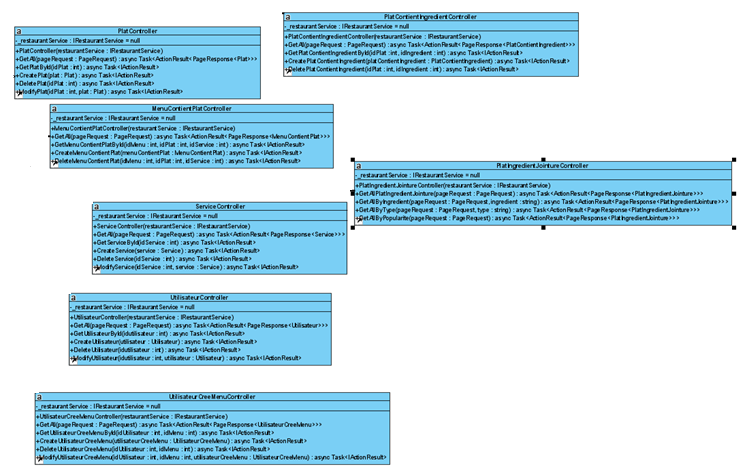 PlatController
-_restaurantService : IRestaurantService = null
+PlatController(restaurantService : IRestaurantService)
+GetAll(pageRequest : PageRequest) : async Task<ActionResult<PageResponse<Plat>>>
+GetPlatById(idPlat : int) : async Task<IActionResult>
+CreatePlat(plat : Plat) : async Task<IActionResult>
+DeletePlat(idPlat : int) : async Task<IActionResult>
+ModifyPlat(idPlat : int, plat : Plat) : async Task<IActionResult>
PlatContientIngredientController
-_restaurantService : IRestaurantService = null
+PlatContientIngredientController(restaurantService : IRestaurantService)
+GetAll(pageRequest : PageRequest) : async Task<ActionResult<PageResponse<PlatContientIngredient>>>
+GetPlatContientIngredientById(idPlat : int, idIngredient : int) : async Task<IActionResult>
+CreatePlatContientIngredient(platContientIngredient : PlatContientIngredient) : async Task<IActionResult>
+DeletePlatContientIngredient(idPlat : int, idIngredient : int) : async Task<IActionResult>
MenuContientPlatController
-_restaurantService : IRestaurantService = null
+MenuContientPlatController(restaurantService : IRestaurantService)
+GetAll(pageRequest : PageRequest) : async Task<ActionResult<PageResponse<MenuContientPlat>>>
+GetMenuContientPlatById(idMenu : int, idPlat : int, idService : int) : async Task<IActionResult>
+CreateMenuContientPlat(menuContientPlat : MenuContientPlat) : async Task<IActionResult>
+DeleteMenuContientPlat(idMenu : int, idPlat : int, idService : int) : async Task<IActionResult>
PlatIngredientJointureController
-_restaurantService : IRestaurantService = null
+PlatIngredientJointureController(restaurantService : IRestaurantService)
+GetAllPlatIngredientJointure(pageRequest : PageRequest) : async Task<ActionResult<PageResponse<PlatIngredientJointure>>>
+GetAllByIngredient(pageRequest : PageRequest, ingredient : string) : async Task<ActionResult<PageResponse<PlatIngredientJointure>>>
+GetAllByType(pageRequest : PageRequest, type : string) : async Task<ActionResult<PageResponse<PlatIngredientJointure>>>
+GetAllByPopularite(pageRequest : PageRequest) : async Task<ActionResult<PageResponse<PlatIngredientJointure>>>
ServiceController
-_restaurantService : IRestaurantService = null
+ServiceController(restaurantService : IRestaurantService)
+GetAll(pageRequest : PageRequest) : async Task<ActionResult<PageResponse<Service>>>
+GetServiceById(idService : int) : async Task<IActionResult>
+CreateService(service : Service) : async Task<IActionResult>
+DeleteService(idService : int) : async Task<IActionResult>
+ModifyService(idService : int, service : Service) : async Task<IActionResult>
UtilisateurController
-_restaurantService : IRestaurantService = null
+UtilisateurController(restaurantService : IRestaurantService)
+GetAll(pageRequest : PageRequest) : async Task<ActionResult<PageResponse<Utilisateur>>>
+GetUtilisateurById(idutilisateur : int) : async Task<IActionResult>
+CreateUtilisateur(utilisateur : Utilisateur) : async Task<IActionResult>
+DeleteUtilisateur(idutilisateur : int) : async Task<IActionResult>
+ModifyUtilisateur(idutilisateur : int, utilisateur : Utilisateur) : async Task<IActionResult>
UtilisateurCreeMenuController
-_restaurantService : IRestaurantService = null
+UtilisateurCreeMenuController(restaurantService : IRestaurantService)
+GetAll(pageRequest : PageRequest) : async Task<ActionResult<PageResponse<UtilisateurCreeMenu>>>
+GetUtilisateurCreeMenuById(idUtilisateur : int, idMenu : int) : async Task<IActionResult>
+CreateUtilisateurCreeMenu(utilisateurCreeMenu : UtilisateurCreeMenu) : async Task<IActionResult>
+DeleteUtilisateurCreeMenu(idUtilisateur : int, idMenu : int) : async Task<IActionResult>
+ModifyUtilisateurCreeMenu(idUtilisateur : int, idMenu : int, utilisateurCreeMenu : UtilisateurCreeMenu) : async Task<IActionResult>